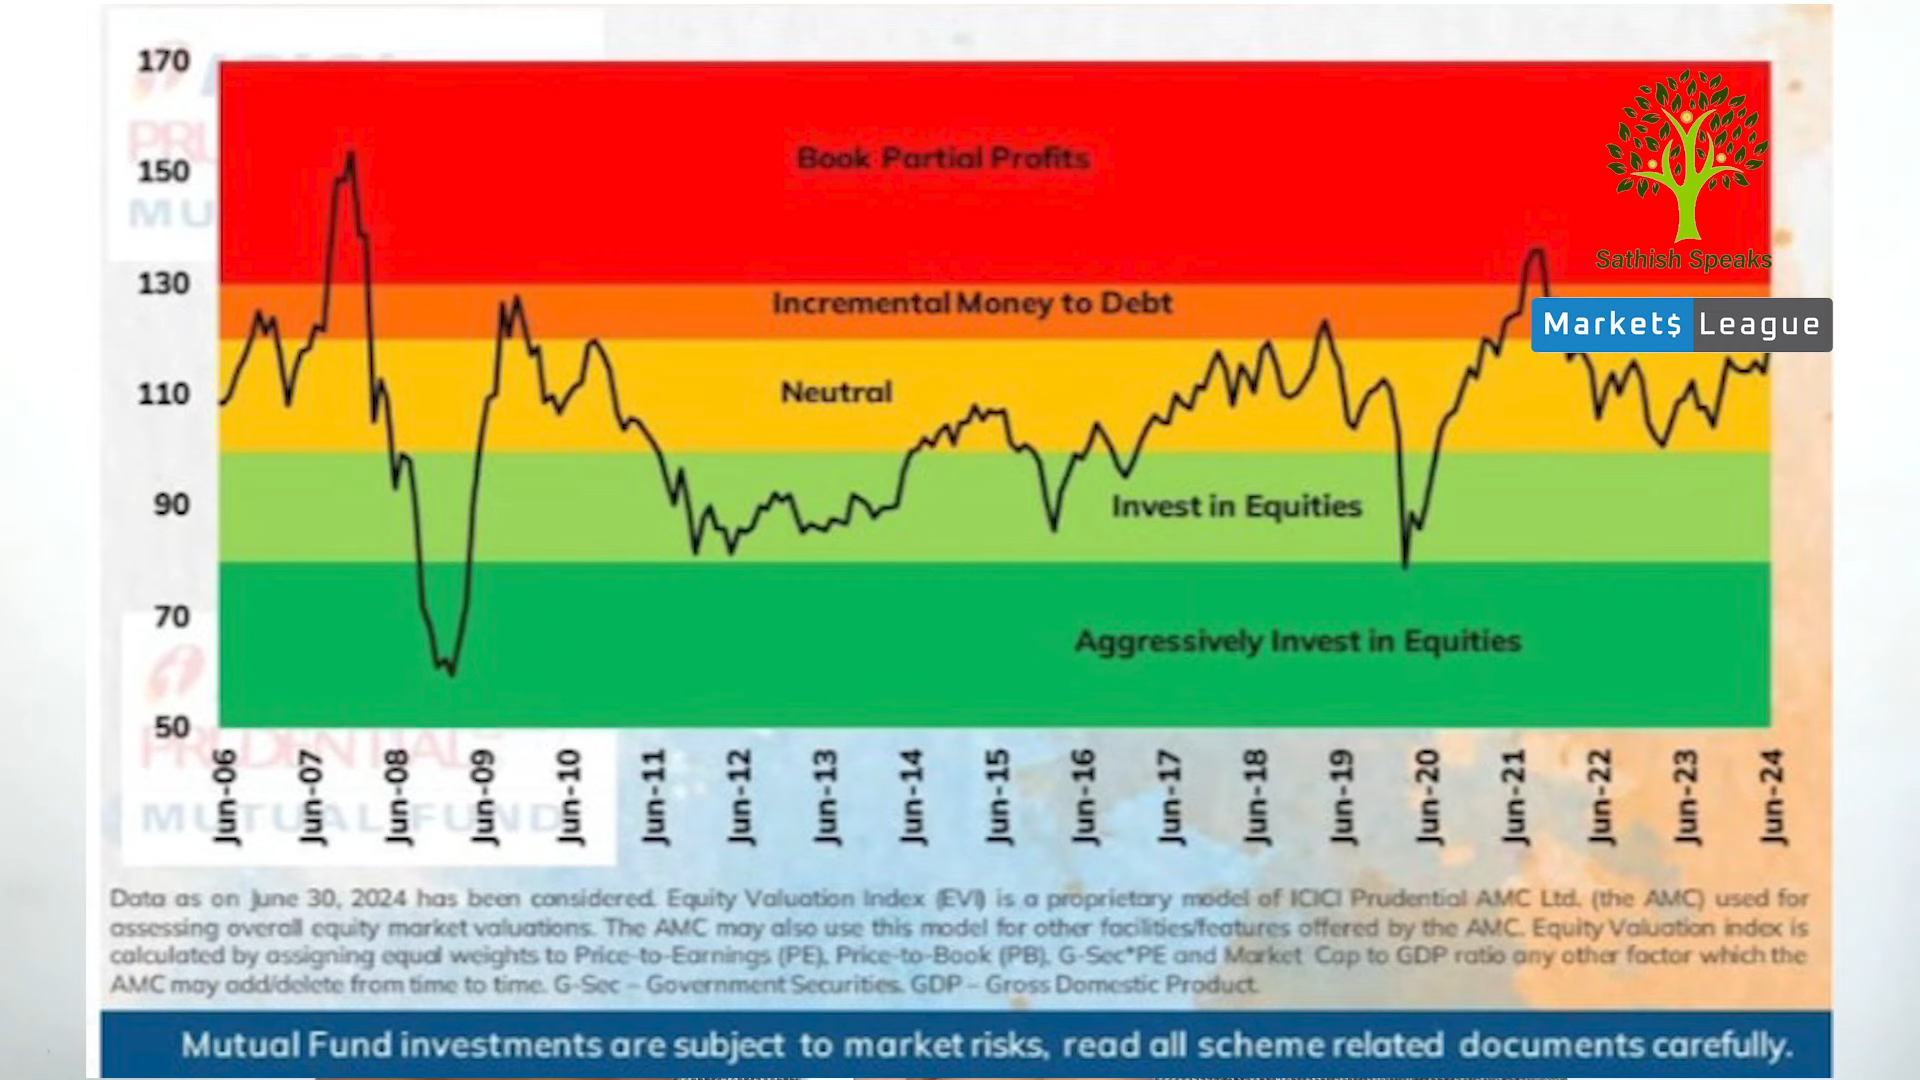 170
150
130
110
90
70
50
Book Partial Profits
Incremental Money to Debt
Neutral
Invest in Equities
Aggressively Invest in Equities
Sathish Speaks
Market$ League
PRU
MU
PRUDENTIAL
MUTUAL FUND
Jun-06
Jun-07
Jun-08
Jun-09
Jun-10
Jun-11
Jun-12
Jun-13
Jun-14
Jun-15
Jun-16
Jun-17
Jun-18
Jun-19
Jun-20
Jun-21
Jun-22
Jun-23
Jun-24
Data as on June 30, 2024 has been considered. Equity Valuation Index (EVI) is a proprietary model of ICICI Prudential AMC Ltd. (the AMC) used for
assessing overall equity market valuations. The AMC may also use this model for other facilities/features offered by the AMC. Equity Valuation index is
calculated by assigning equal weights to Price-to-Earnings (PE), Price-to-Book (PB), G-Sec*PE and Market Cap to GDP ratio any other factor which the
AMC may add/delete from time to time. G-Sec – Government Securities. GDP – Gross Domestic Product.
Mutual Fund investments are subject to market risks, read all scheme related documents carefully.